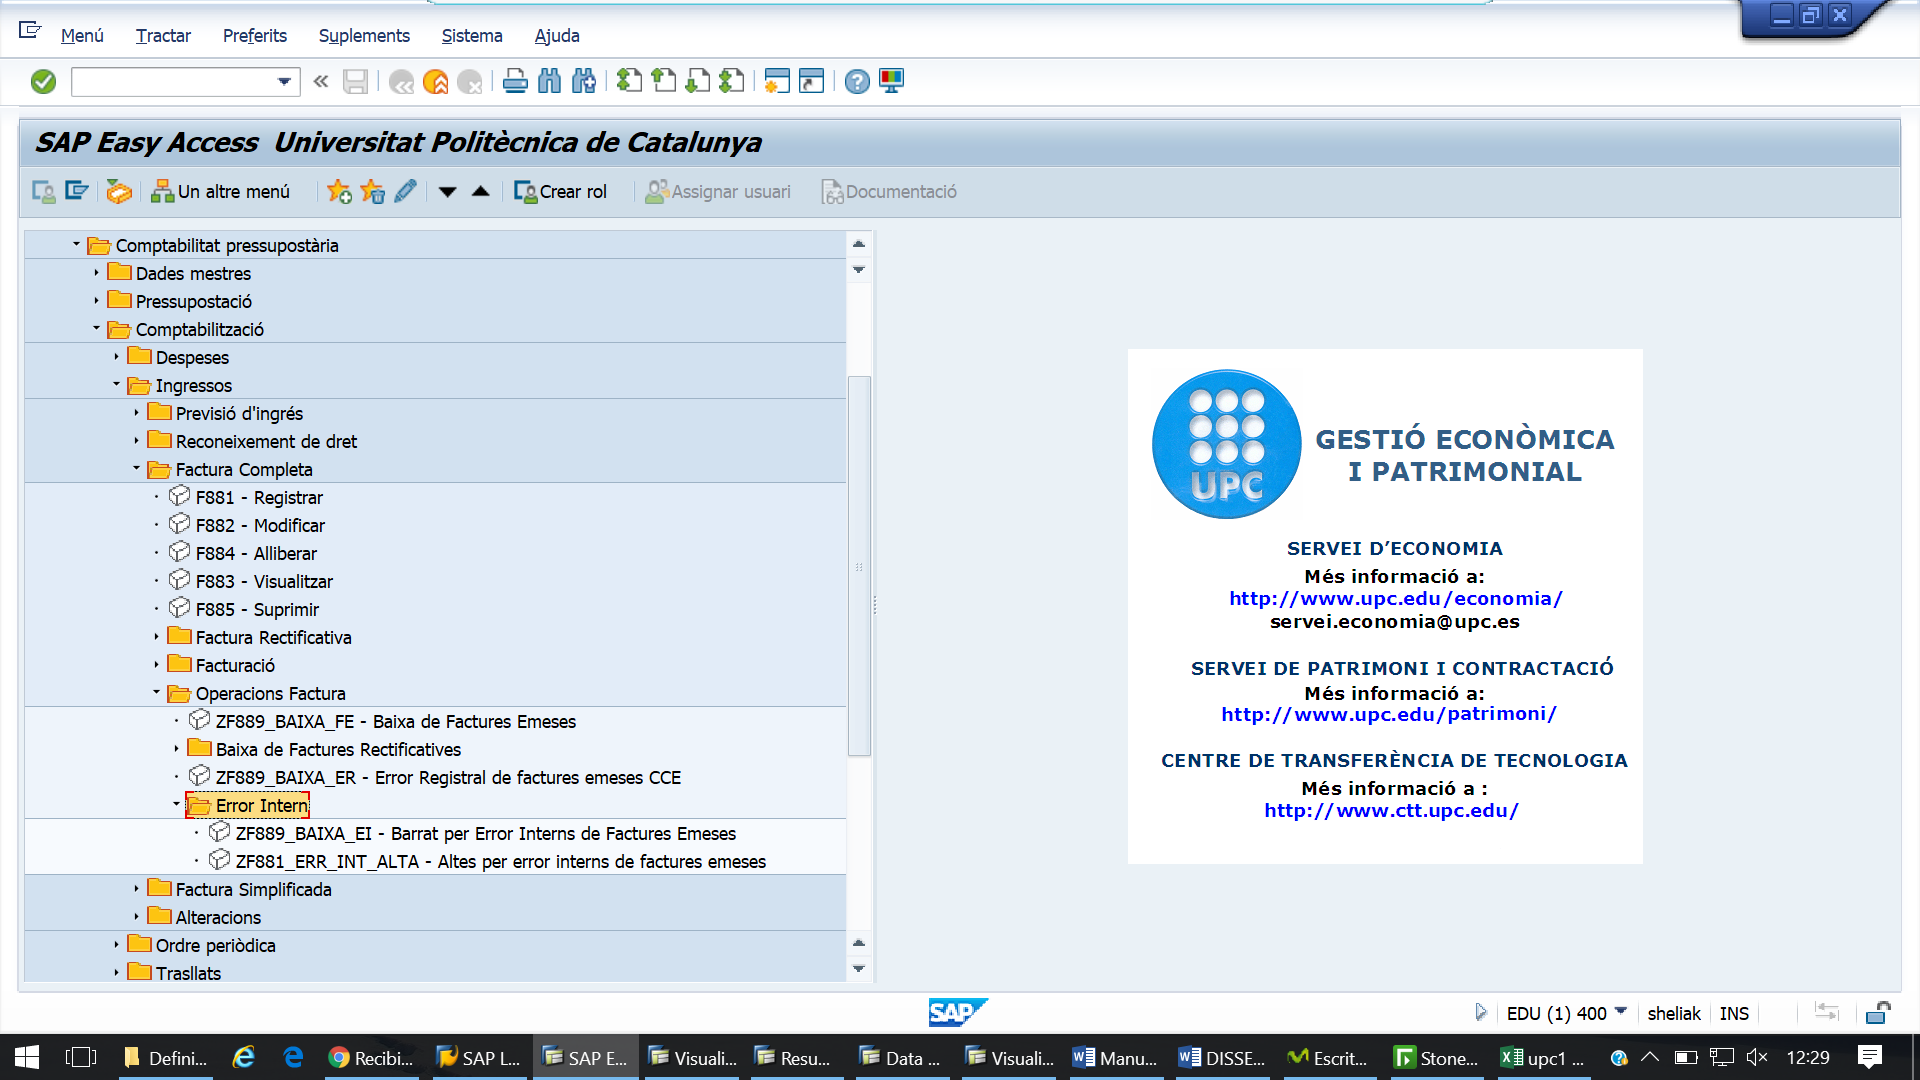 Menú Tractar Preferits Suplements Sistema Ajuda
SAP Easy Access Universitat Politècnica de Catalunya
Un altre menú Crear rol Assignar usuari Documentació
Comptabilitat pressupostària
Dades mestres
Pressupostació
Comptabilització
Despeses
Ingressos
Previsió d'ingrés
Reconeixement de dret
Factura Completa
F881 - Registrar
F882 - Modificar
F884 - Alliberar
F883 - Visualitzar
F885 - Suprimir
Factura Rectificativa
Facturació
Operacions Factura
ZF889_BAIXA_FE - Baixa de Factures Emeses
Baixa de Factures Rectificatives
ZF889_BAIXA_ER - Error Registral de factures emeses CCE
Error Intern
ZF889_BAIXA_EI - Barrat per Error Interns de Factures Emeses
ZF881_ERR_INT_ALTA - Altes per error interns de factures emeses
Factura Simplificada
Alteracions
Ordre periòdica
Trasllats
UPC
GESTIÓ ECONÒMICA
I PATRIMONIAL
SERVEI D'ECONOMIA
Més informació a:
http://www.upc.edu/economia/
servei.economia@upc.es
SERVEI DE PATRIMONI I CONTRACTACIÓ
Més informació a:
http://www.upc.edu/patrimoni/
CENTRE DE TRANSFERÈNCIA DE TECNOLOGIA
Més informació a :
http://www.ctt.upc.edu/
SAP
EDU (1) 400 sheliak INS
Defini... Recibi... SAP L... SAP E... Visuali... Resu... Data ... Visuali... Manu... DISSE... Escrit... Stone... upc1 ... 12:29